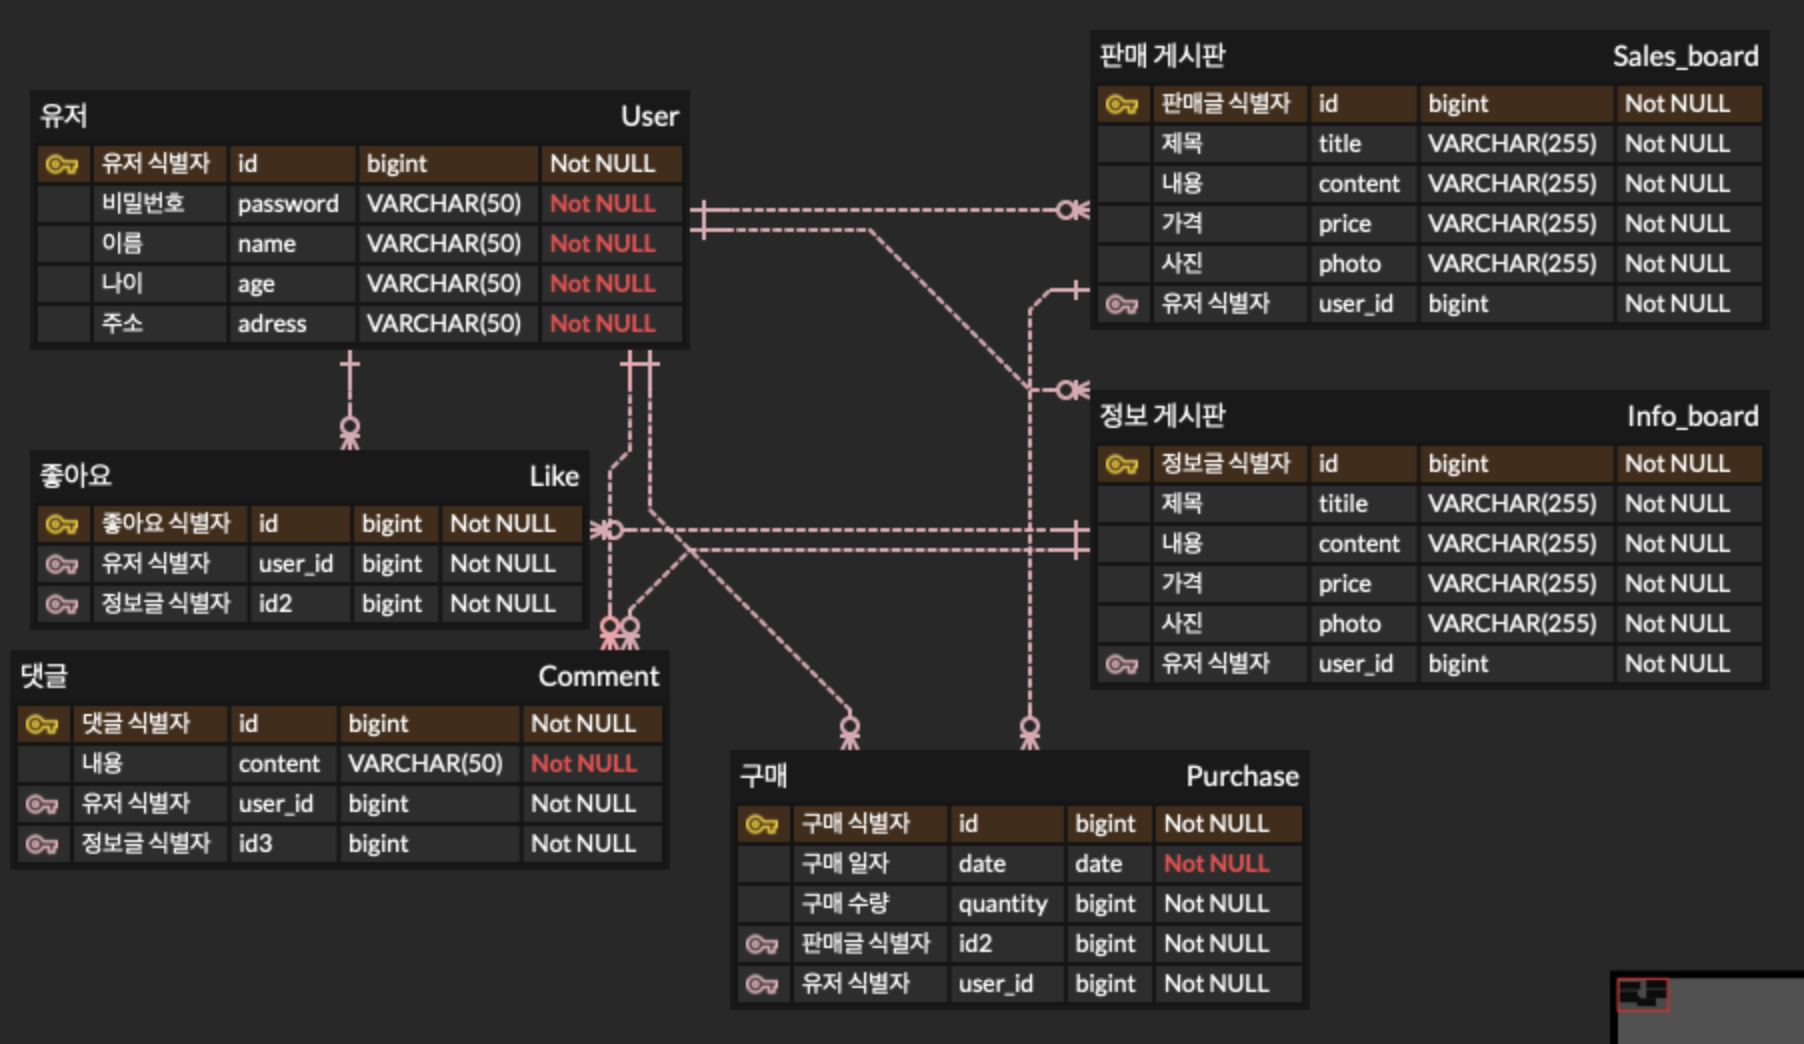 유저 User
유저 식별자 id bigint Not NULL
비밀번호 password VARCHAR(50) Not NULL
이름 name VARCHAR(50) Not NULL
나이 age VARCHAR(50) Not NULL
주소 adress VARCHAR(50) Not NULL
판매 게시판 Sales_board
판매글 식별자 id bigint Not NULL
제목 title VARCHAR(255) Not NULL
내용 content VARCHAR(255) Not NULL
가격 price VARCHAR(255) Not NULL
사진 photo VARCHAR(255) Not NULL
유저 식별자 user_id bigint Not NULL
좋아요 Like
좋아요 식별자 id bigint Not NULL
유저 식별자 user_id bigint Not NULL
정보글 식별자 id2 bigint Not NULL
정보 게시판 Info_board
정보글 식별자 id bigint Not NULL
제목 titile VARCHAR(255) Not NULL
내용 content VARCHAR(255) Not NULL
가격 price VARCHAR(255) Not NULL
사진 photo VARCHAR(255) Not NULL
유저 식별자 user_id bigint Not NULL
댓글 Comment
댓글 식별자 id bigint Not NULL
내용 content VARCHAR(50) Not NULL
유저 식별자 user_id bigint Not NULL
정보글 식별자 id3 bigint Not NULL
구매 Purchase
구매 식별자 id bigint Not NULL
구매 일자 date date Not NULL
구매 수량 quantity bigint Not NULL
판매글 식별자 id2 bigint Not NULL
유저 식별자 user_id bigint Not NULL